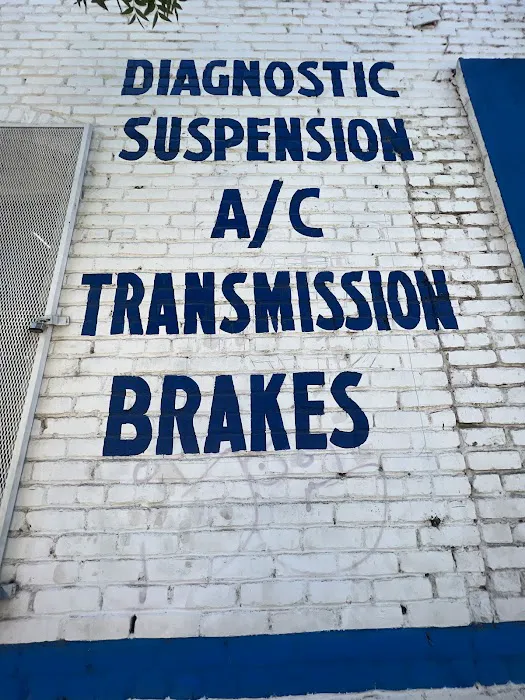 DIAGNOSTIC
SUSPENSION
A/C
TRANSMISSION
BRAKES